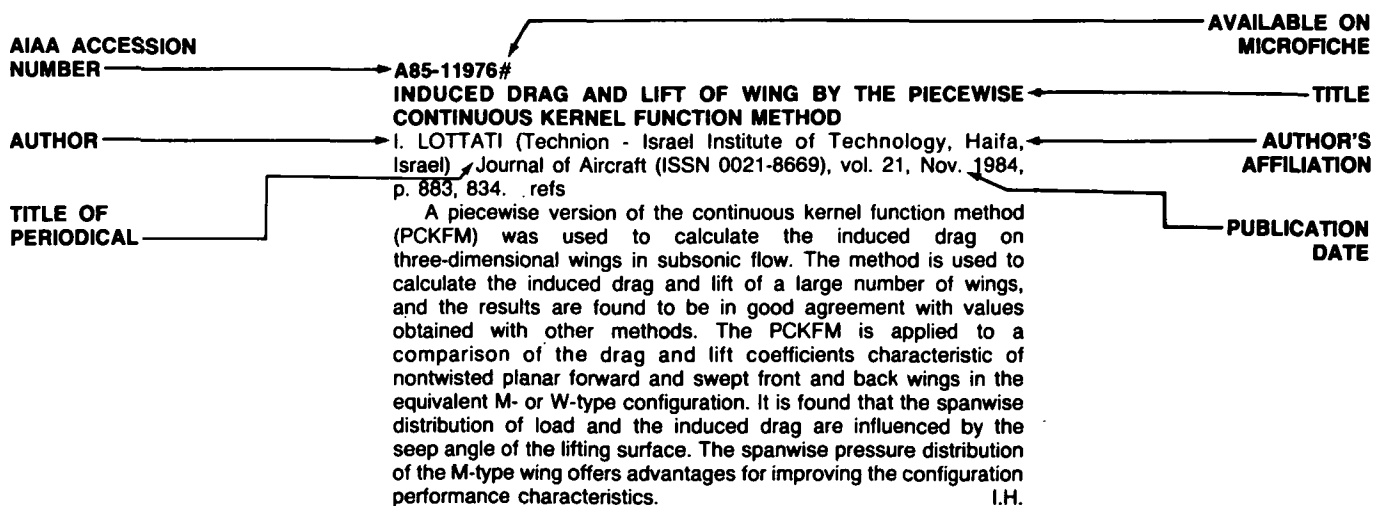 AVAILABLE ON
MICROFICHE
AIAA ACCESSION
NUMBER
A85-11976#
INDUCED DRAG AND LIFT OF WING BY THE PIECEWISE
CONTINUOUS KERNEL FUNCTION METHOD
TITLE
AUTHOR
I. LOTTATI (Technion - Israel Institute of Technology, Haifa,
Israel) Journal of Aircraft (ISSN 0021-8669), vol. 21, Nov. 1984,
p. 883, 834. refs
AUTHOR'S
AFFILIATION
TITLE OF
PERIODICAL
PUBLICATION
DATE
A piecewise version of the continuous kernel function method
(PCKFM) was used to calculate the induced drag on
three-dimensional wings in subsonic flow. The method is used to
calculate the induced drag and lift of a large number of wings,
and the results are found to be in good agreement with values
obtained with other methods. The PCKFM is applied to a
comparison of the drag and lift coefficients characteristic of
nontwisted planar forward and swept front and back wings in the
equivalent M- or W-type configuration. It is found that the spanwise
distribution of load and the induced drag are influenced by the
seep angle of the lifting surface. The spanwise pressure distribution
of the M-type wing offers advantages for improving the configuration
performance characteristics. I.H.